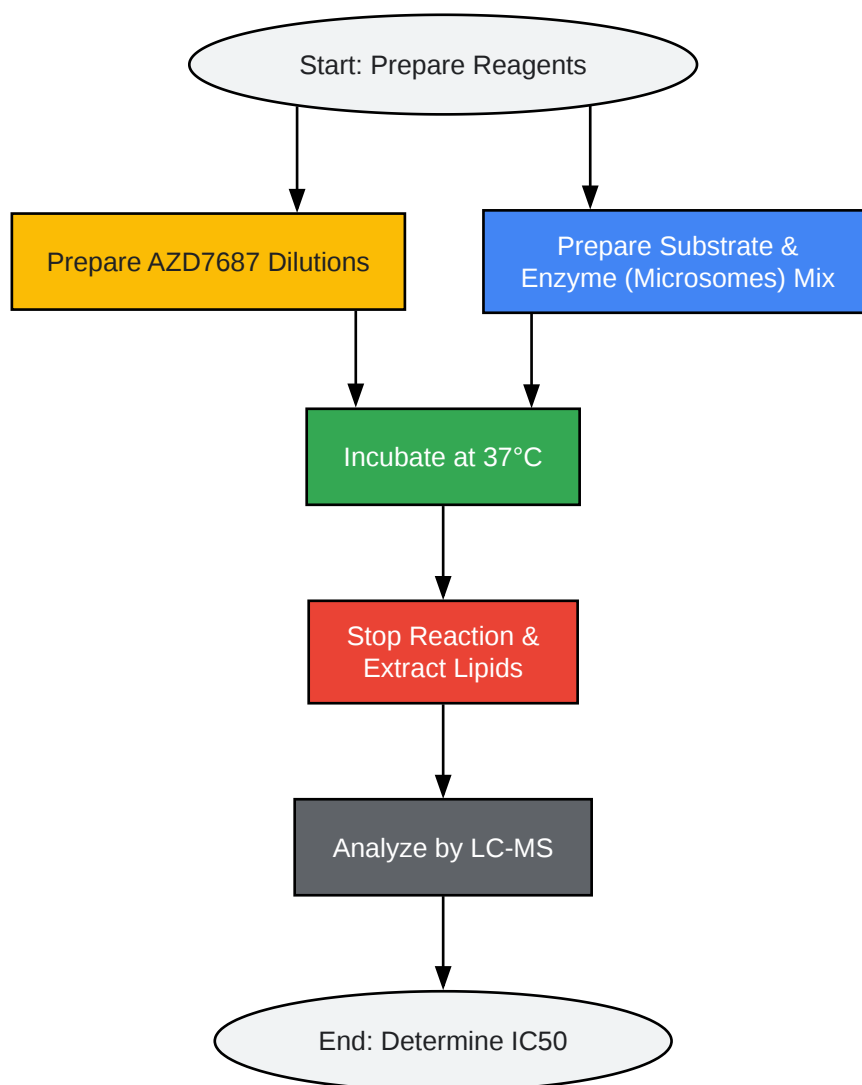 Start: Prepare Reagents
Prepare AZD7687 Dilutions
Prepare Substrate &
Enzyme (Microsomes) Mix
Incubate at 37°C
Stop Reaction &
Extract Lipids
Analyze by LC-MS
End: Determine IC50